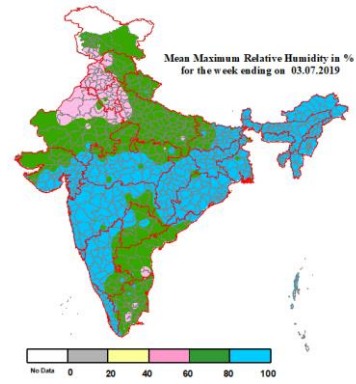 Mean Maximum Relative Humidity in %
for the week ending on 03.07.2019
No Data 0 20 40 60 80 100